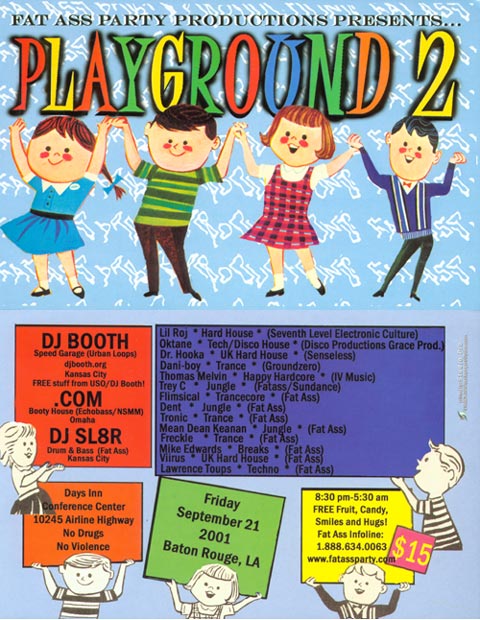 FAT ASS PARTY PRODUCTIONS PRESENTS...
PLAYGROUND 2
DJ BOOTH
Speed Garage (Urban Loops)
djbooth.org
Kansas City
FREE stuff from USO/DJ Booth!
.COM
Booty House (Echobass/NSMM)
Omaha
DJ SL8R
Drum & Bass (Fat Ass)
Kansas City
Lil Roj * Hard House * (Seventh Level Electronic Culture)
Oktane * Tech/Disco House * (Disco Productions Grace Prod.)
Dr. Hooka * UK Hard House * (Senseless)
Dani-boy * Trance * (Groundzero)
Thomas Melvin * Happy Hardcore * (IV Music)
Trey C * Jungle * (Fatass/Sundance)
Flimsical * Trancecore * (Fat Ass)
Dent * Jungle * (Fat Ass)
Tronic * Trance * (Fat Ass)
Mean Dean Keanan * Jungle * (Fat Ass)
Freckle * Trance * (Fat Ass)
Mike Edwards * Breaks * (Fat Ass)
Virus * UK Hard House * (Fat Ass)
Lawrence Toups * Techno * (Fat Ass)
Days Inn
Conference Center
10245 Airline Highway
No Drugs
No Violence
Friday
September 21
2001
Baton Rouge, LA
8:30 pm-5:30 am
FREE Fruit, Candy,
Smiles and Hugs!
Fat Ass Infoline:
1.888.634.0063
www.fatassparty.com
$15